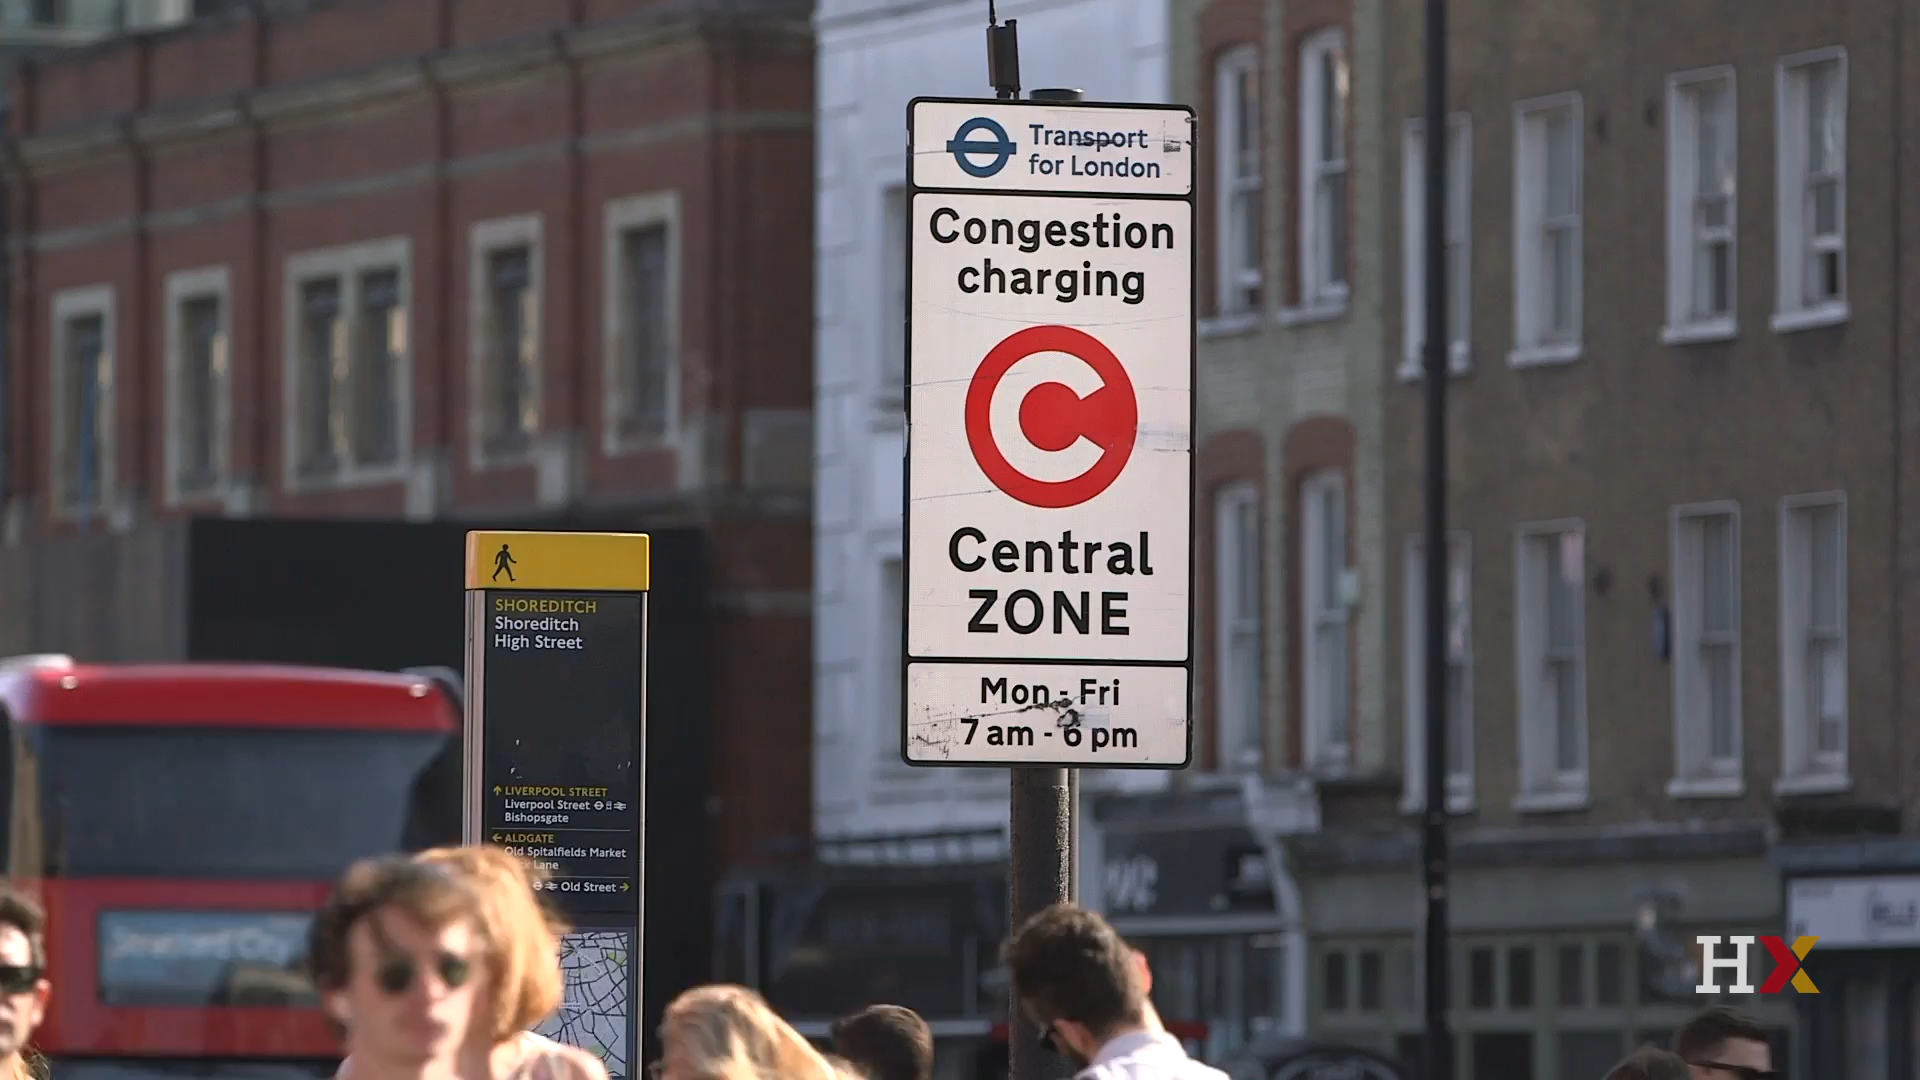 Transport
for London
Congestion
charging
Central
ZONE
Mon - Fri
7 am - 6 pm
SHOREDITCH
Shoreditch
High Street
LIVERPOOL STREET
Liverpool Street
Bishopsgate
ALDGATE
Old Spitalfields Market
Lane
Old Street
HX